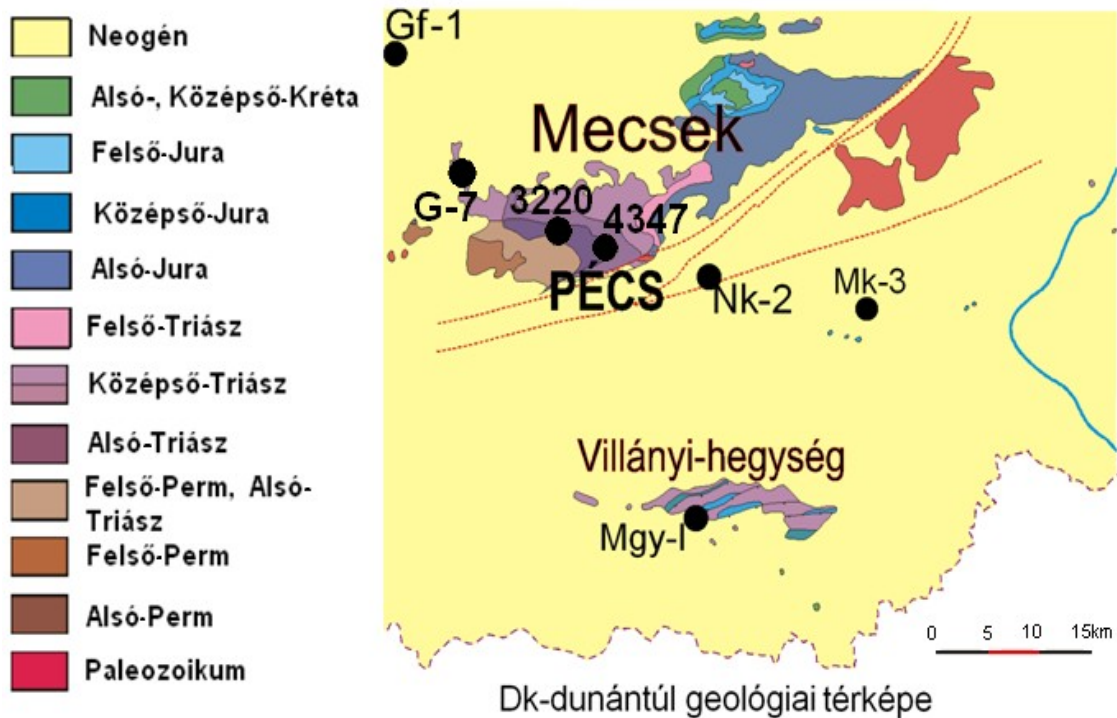 Neogén
Alsó-, Középső-Kréta
Felső-Jura
Középső-Jura
Alsó-Jura
Felső-Triász
Középső-Triász
Alsó-Triász
Felső-Perm, Alsó-
Triász
Felső-Perm
Alsó-Perm
Paleozoikum
Gf-1
Mecsek
G-7
3220
4347
PÉCS
Nk-2
Mk-3
Villányi-hegység
Mgy-I
0 5 10 15km
Dk-dunántúl geológiai térképe